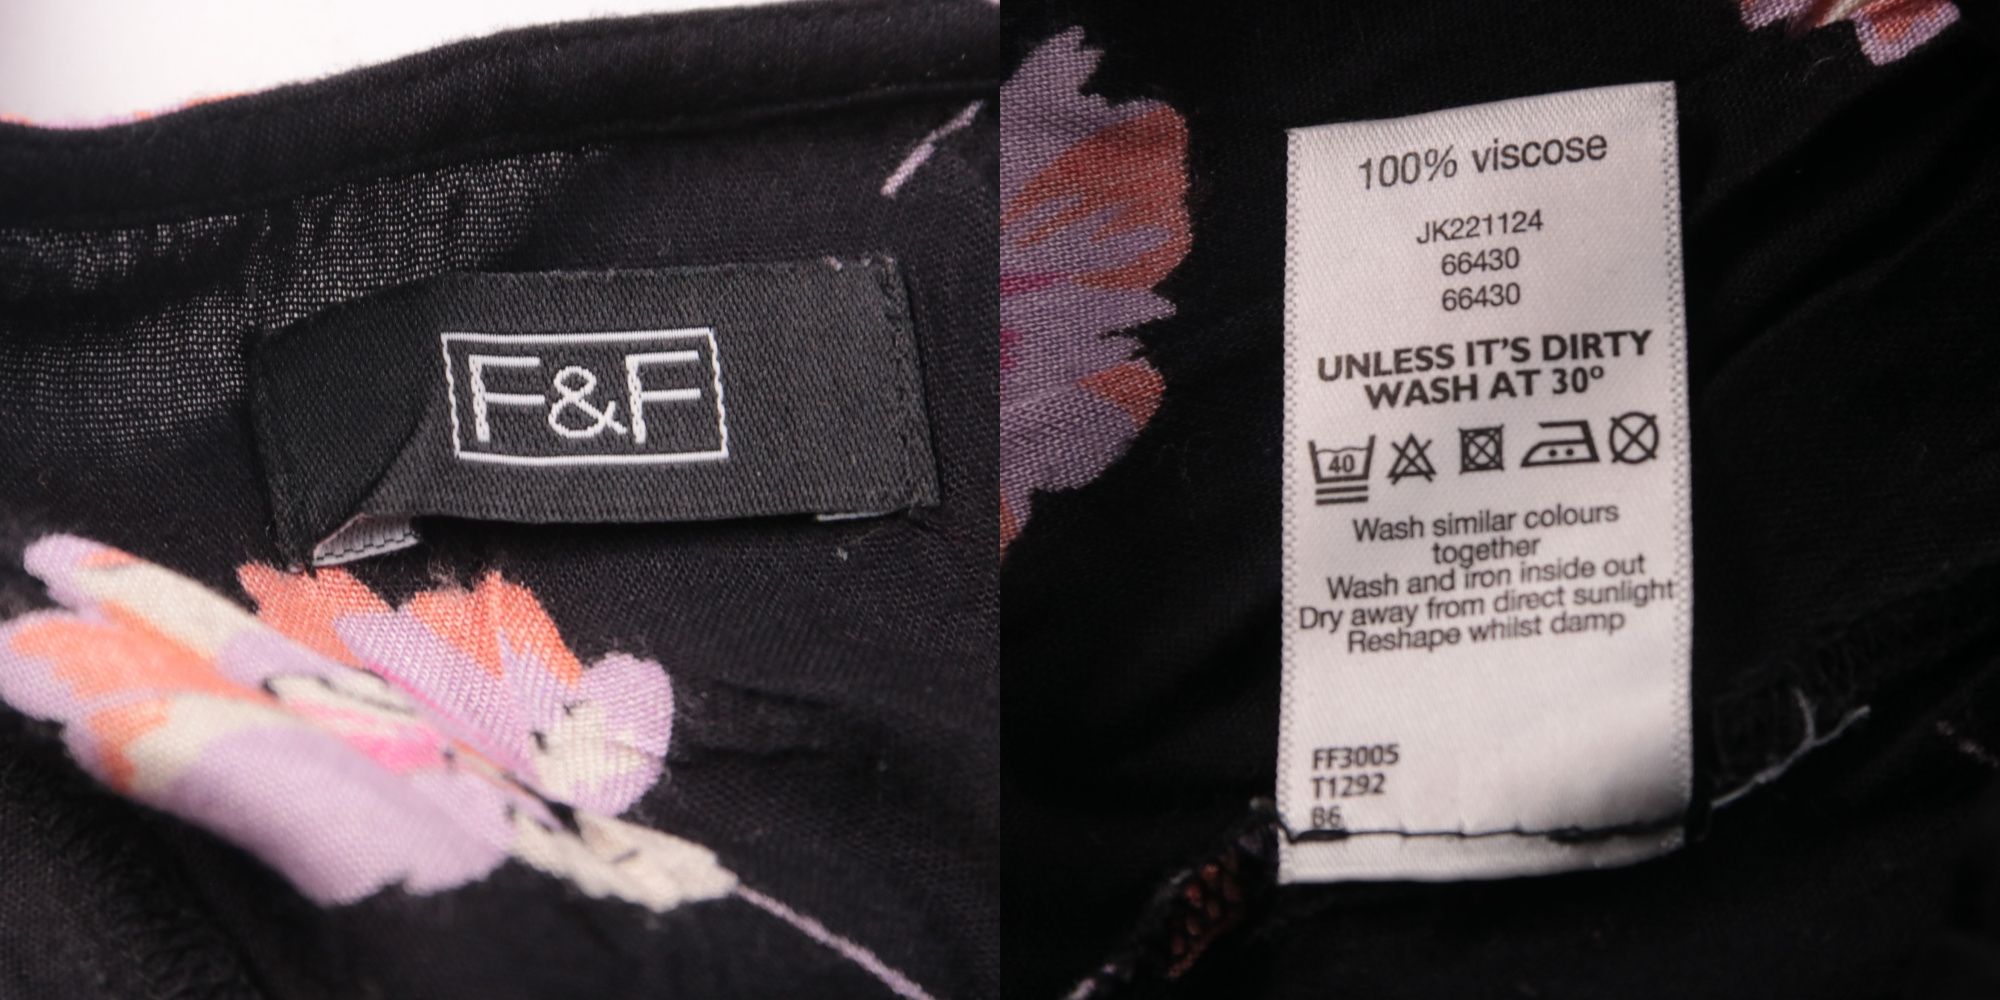 F&F
100% viscose
JK221124
66430
66430
UNLESS IT'S DIRTY
WASH AT 30º
40
Wash similar colours
together
Wash and iron inside out
Dry away from direct sunlight
Reshape whilst damp
FF3005
T1292
B6